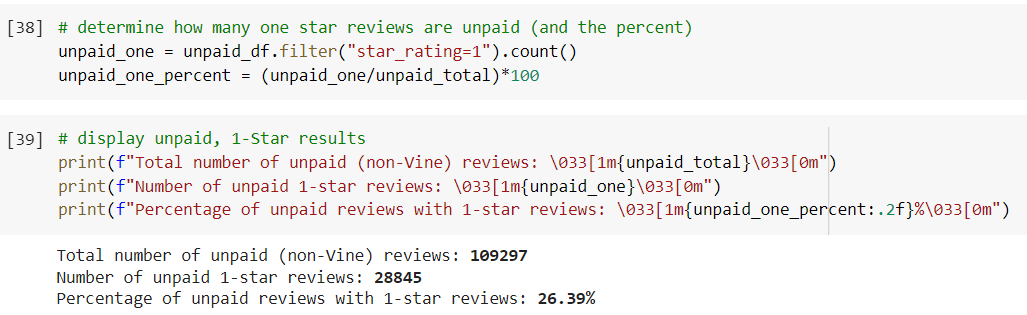 [38] # determine how many one star reviews are unpaid (and the percent)
unpaid_one = unpaid_df.filter("star_rating=1").count()
unpaid_one_percent = (unpaid_one/unpaid_total)*100
[39] # display unpaid, 1-Star results
print(f"Total number of unpaid (non-Vine) reviews: \033[1m{unpaid_total}\033[0m")
print(f"Number of unpaid 1-star reviews: \033[1m{unpaid_one}\033[0m")
print(f"Percentage of unpaid reviews with 1-star reviews: \033[1m{unpaid_one_percent:.2f}%\033[0m")
Total number of unpaid (non-Vine) reviews: 109297
Number of unpaid 1-star reviews: 28845
Percentage of unpaid reviews with 1-star reviews: 26.39%